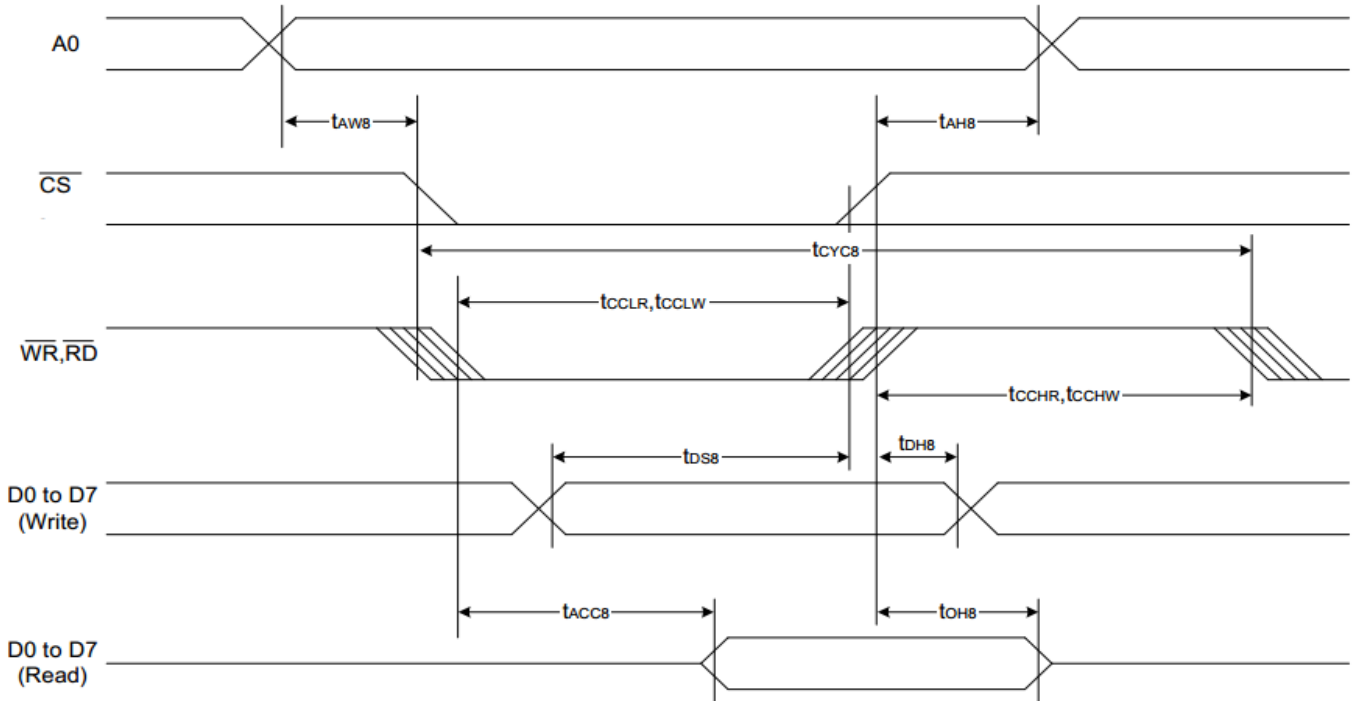 A0
tAW8
tAH8
CS
tCYC8
tCCLR,tCCLW
WR,RD
tCCHR,tCCHW
tDS8
tDH8
D0 to D7
(Write)
tACC8
tOH8
D0 to D7
(Read)